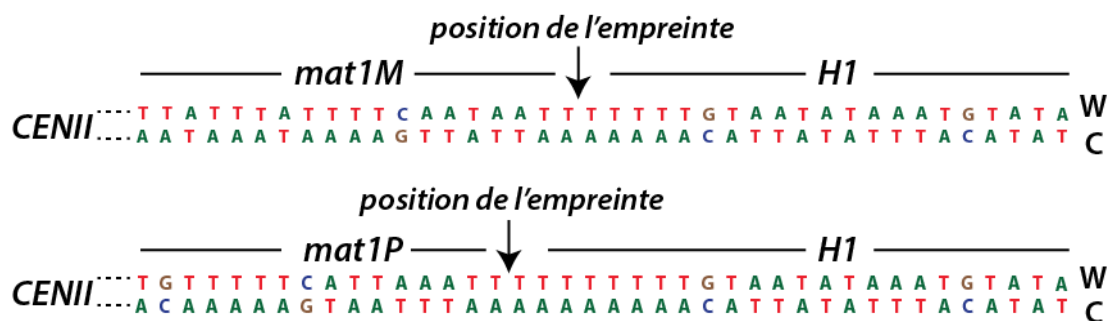 position de l'empreinte
mat1M H1
CENII T T A T T T A T T T T C A A T A A T T T T T T T G T A A T A T A A A T G T A T A W
A A T A A A T A A A A G T T A T T A A A A A A A C A T T A T A T T T A C A T A T C
position de l'empreinte
mat1P H1
CENII T G T T T T T C A T T A A A T T T T T T T T T T G T A A T A T A A A T G T A T A W
A C A A A A A G T A A T T T A A A A A A A A A A C A T T A T A T T T A C A T A T C